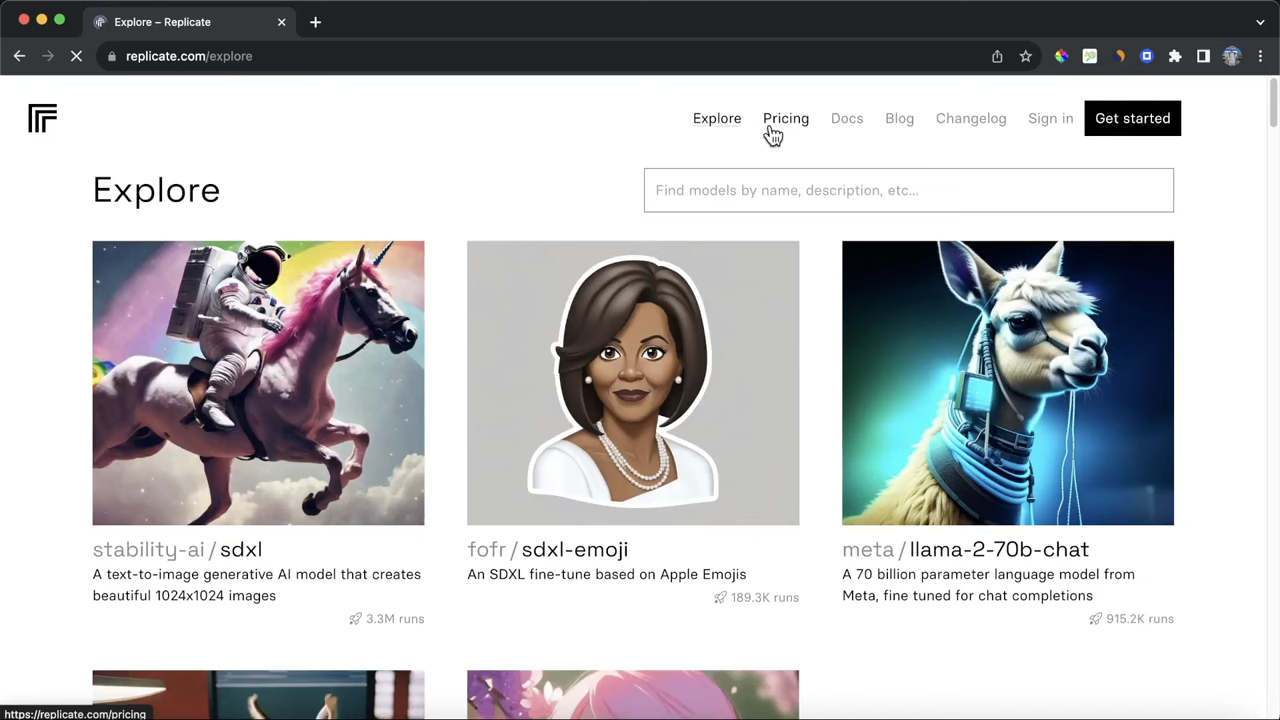 Explore – Replicate
replicate.com/explore
Explore Pricing Docs Blog Changelog Sign in Get started
Explore
Find models by name, description, etc...
stability-ai / sdxl
A text-to-image generative AI model that creates
beautiful 1024x1024 images
3.3M runs
fofr / sdxl-emoji
An SDXL fine-tune based on Apple Emojis
189.3K runs
meta / llama-2-70b-chat
A 70 billion parameter language model from
Meta, fine tuned for chat completions
915.2K runs
https://replicate.com/pricing